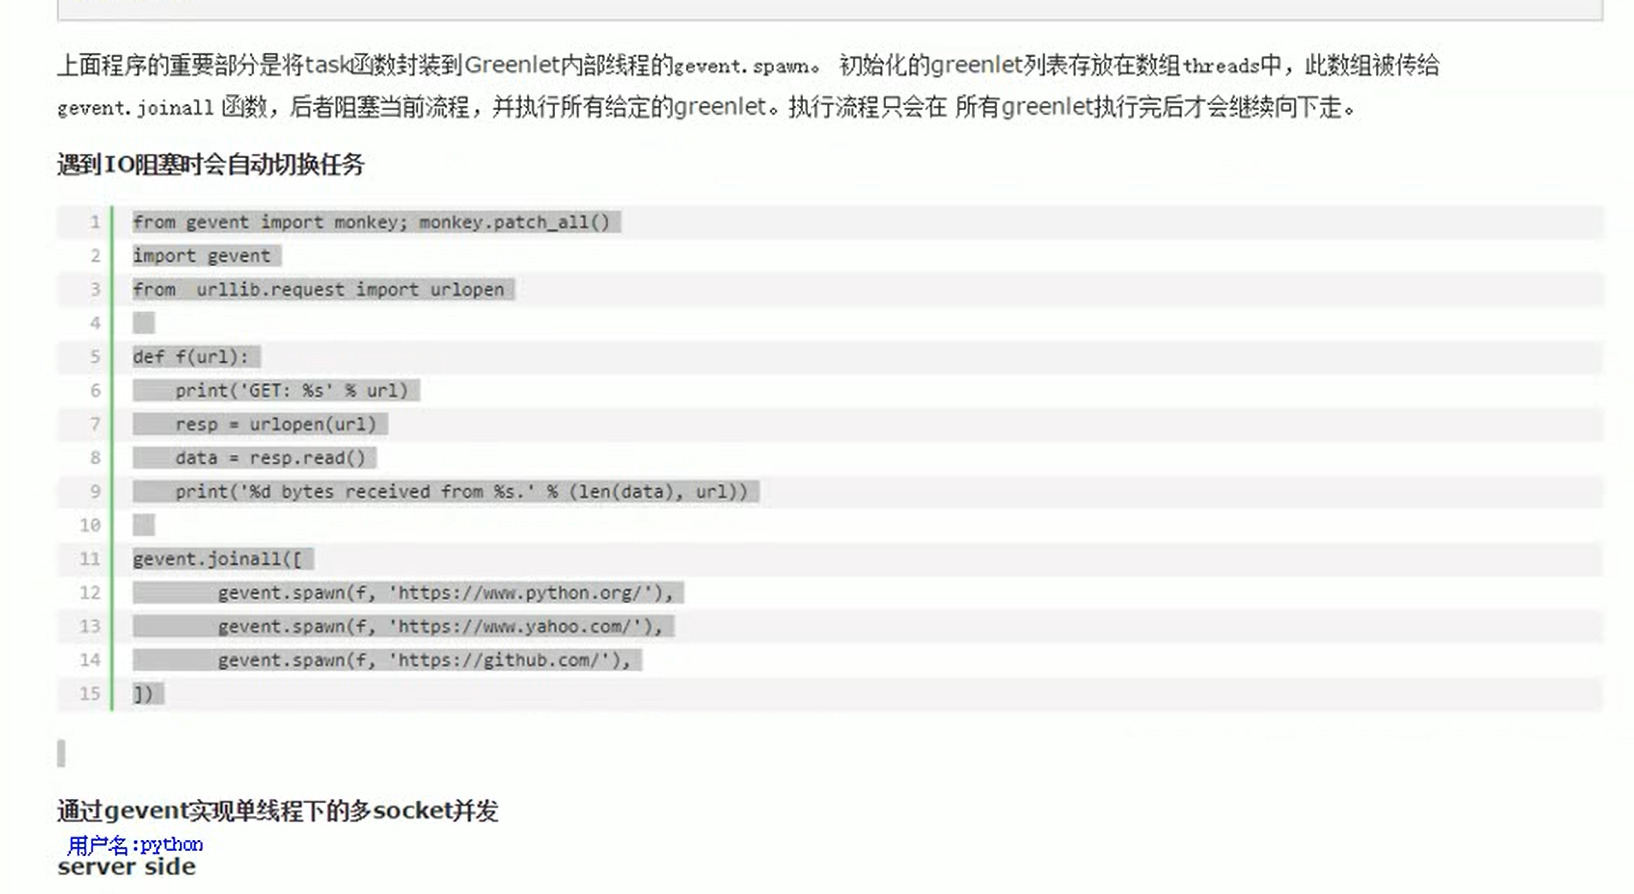 上面程序的重要部分是将task函数封装到Greenlet内部线程的gevent.spawn。 初始化的greenlet列表存放在数组threads中，此数组被传给
gevent.joinall 函数，后者阻塞当前流程，并执行所有给定的greenlet。执行流程只会在 所有greenlet执行完后才会继续向下走。
遇到IO阻塞时会自动切换任务
1 from gevent import monkey; monkey.patch_all()
2 import gevent
3 from  urllib.request import urlopen
4
5 def f(url):
6     print('GET: %s' % url)
7     resp = urlopen(url)
8     data = resp.read()
9     print('%d bytes received from %s.' % (len(data), url))
10
11 gevent.joinall([
12         gevent.spawn(f, 'https://www.python.org/'),
13         gevent.spawn(f, 'https://www.yahoo.com/'),
14         gevent.spawn(f, 'https://github.com/'),
15 ])
通过gevent实现单线程下的多socket并发
用户名:python
server side